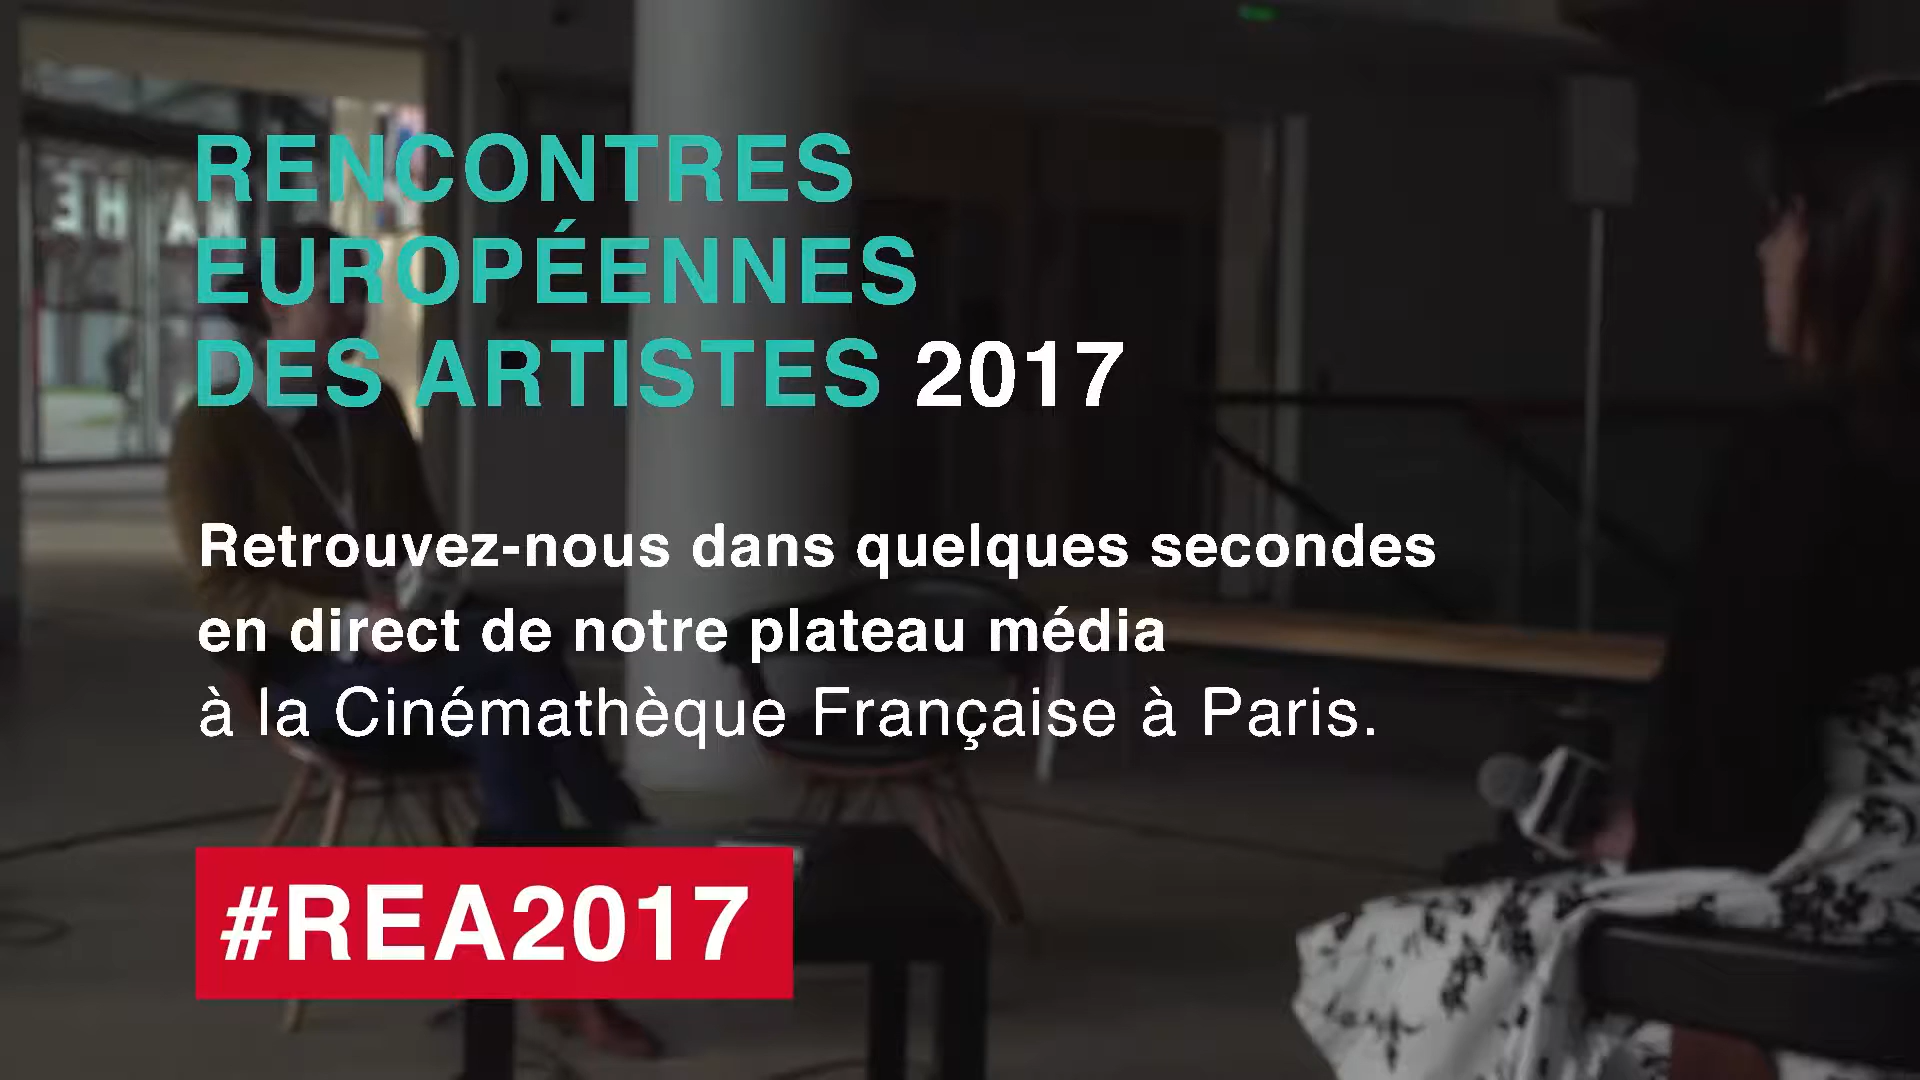 RENCONTRES
EUROPÉENNES
DES ARTISTES 2017
Retrouvez-nous dans quelques secondes
en direct de notre plateau média
à la Cinémathèque Française à Paris.
#REA2017